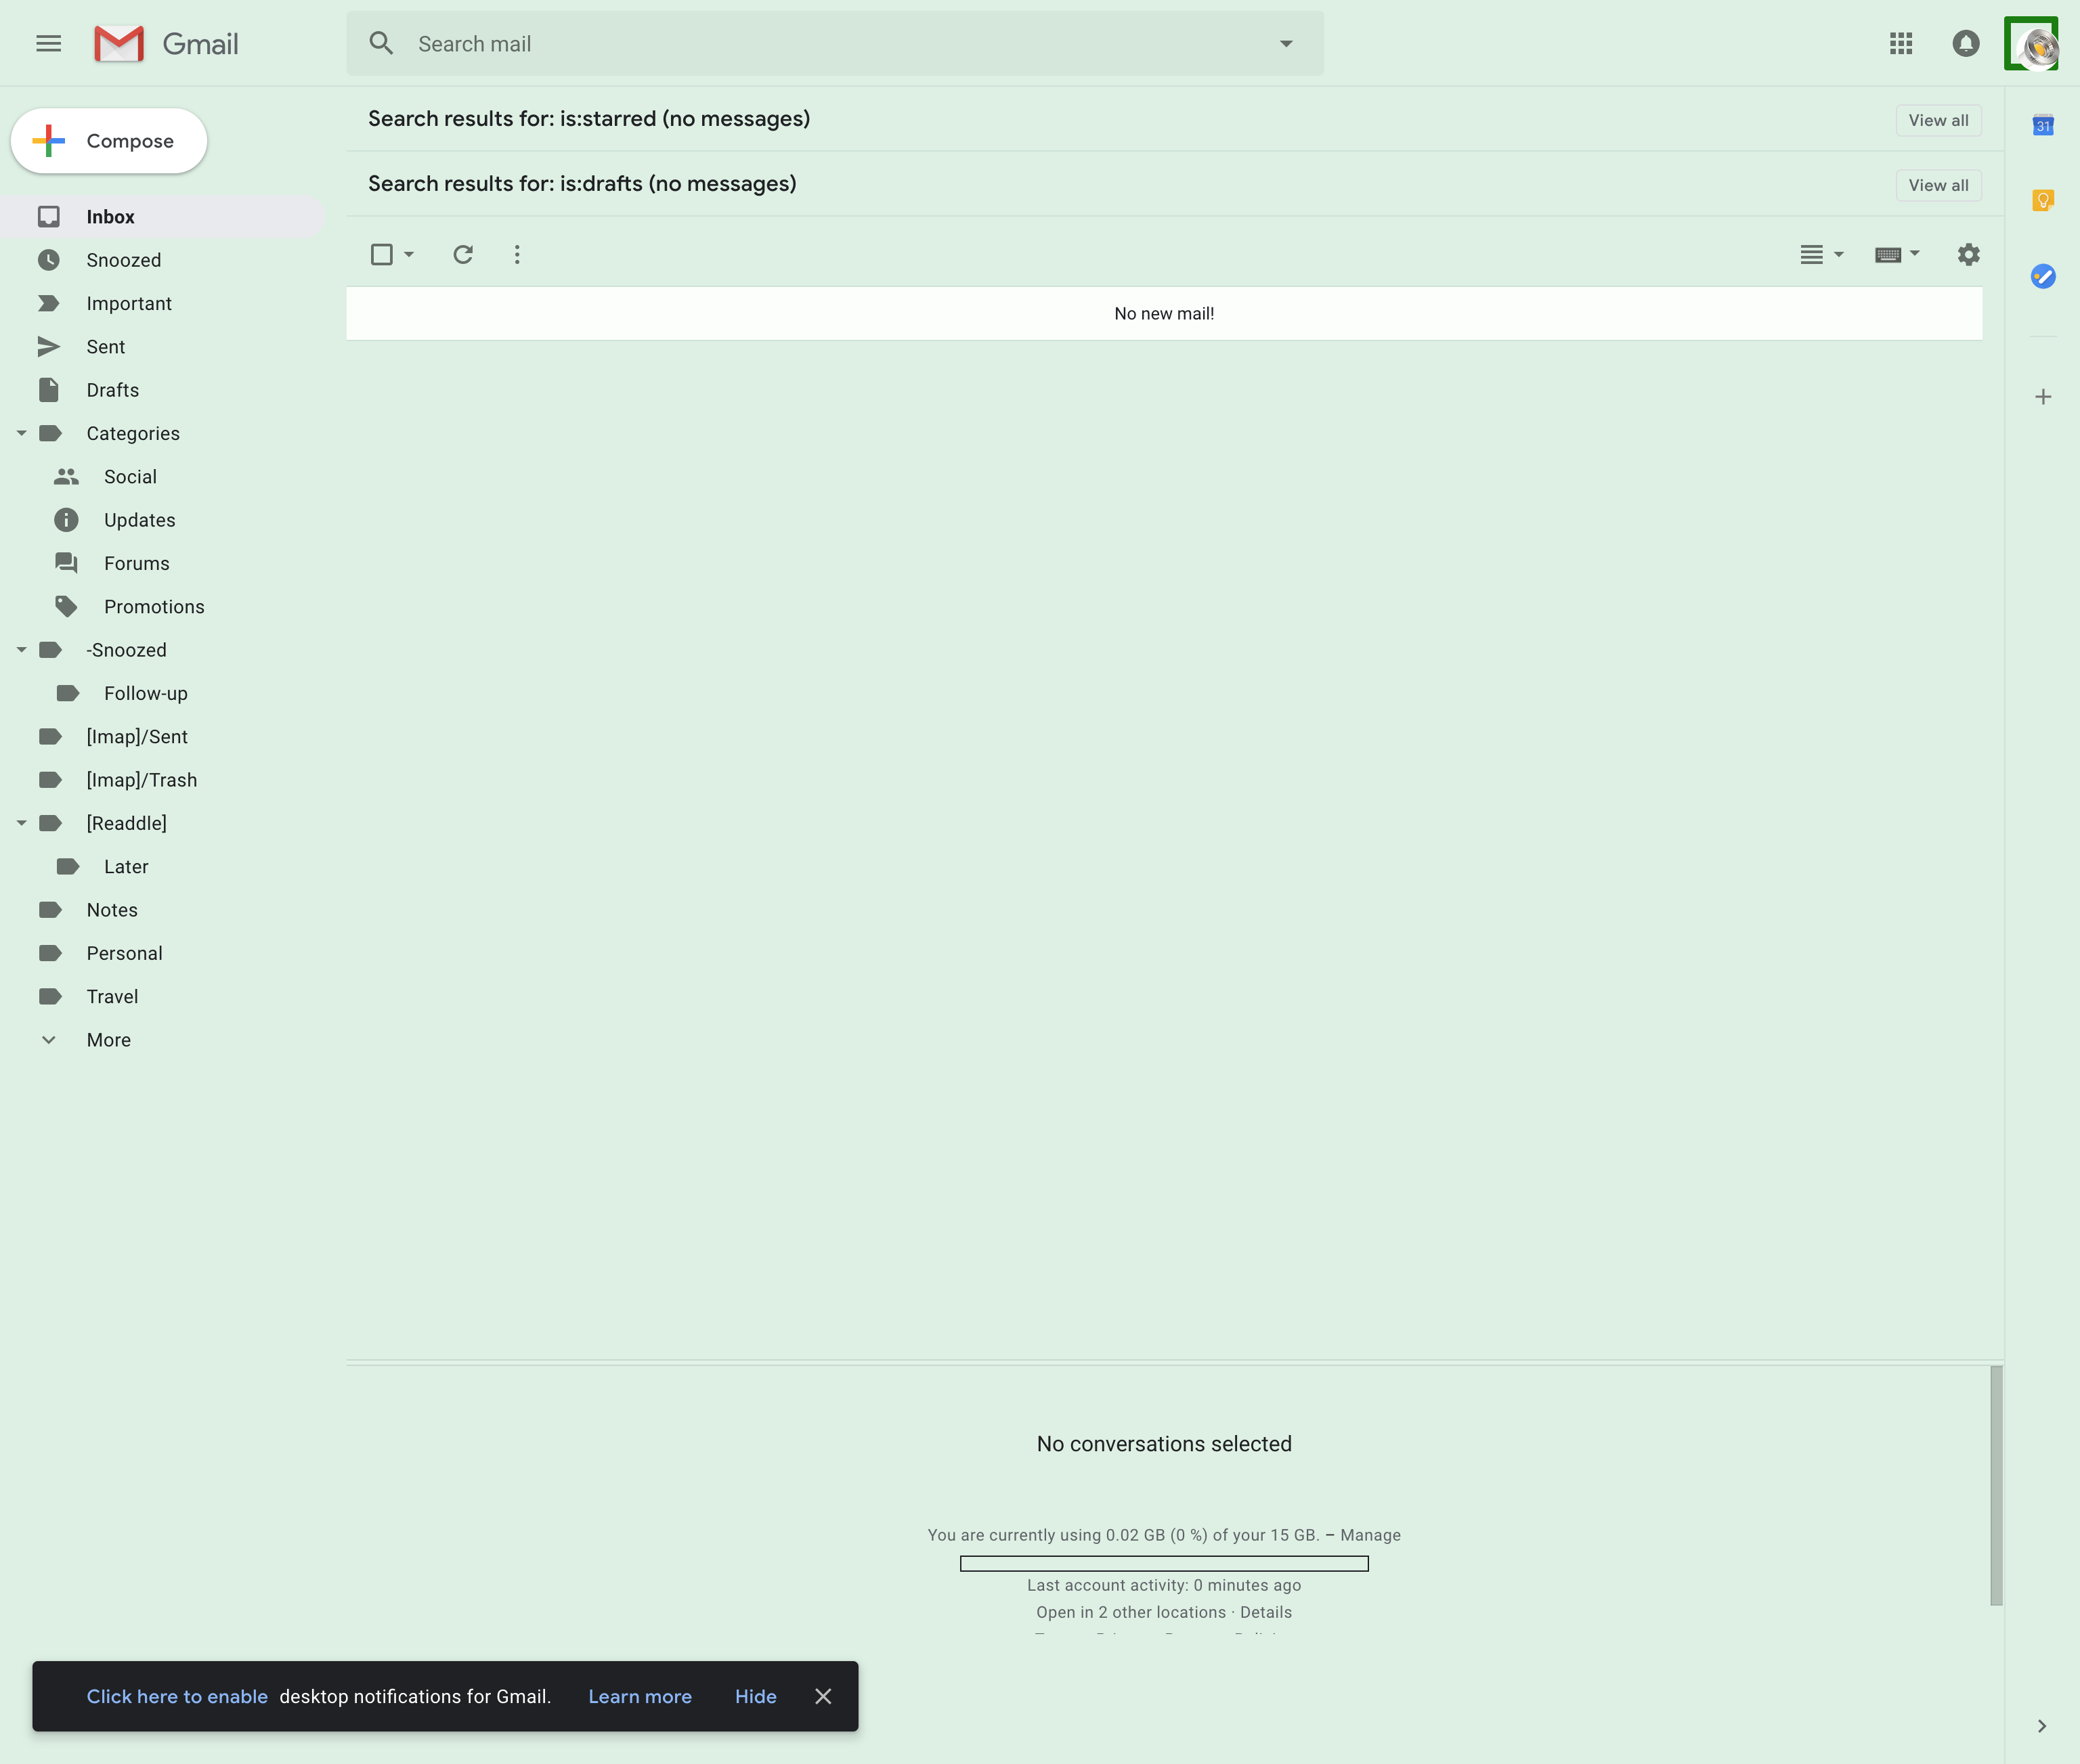 Gmail
Search mail
Compose
Inbox
Snoozed
Important
Sent
Drafts
Categories
Social
Updates
Forums
Promotions
-Snoozed
Follow-up
[Imap]/Sent
[Imap]/Trash
[Readdle]
Later
Notes
Personal
Travel
More
Search results for: is:starred (no messages)
View all
Search results for: is:drafts (no messages)
View all
No new mail!
31
No conversations selected
You are currently using 0.02 GB (0 %) of your 15 GB. – Manage
Last account activity: 0 minutes ago
Open in 2 other locations · Details
Click here to enable desktop notifications for Gmail. Learn more Hide